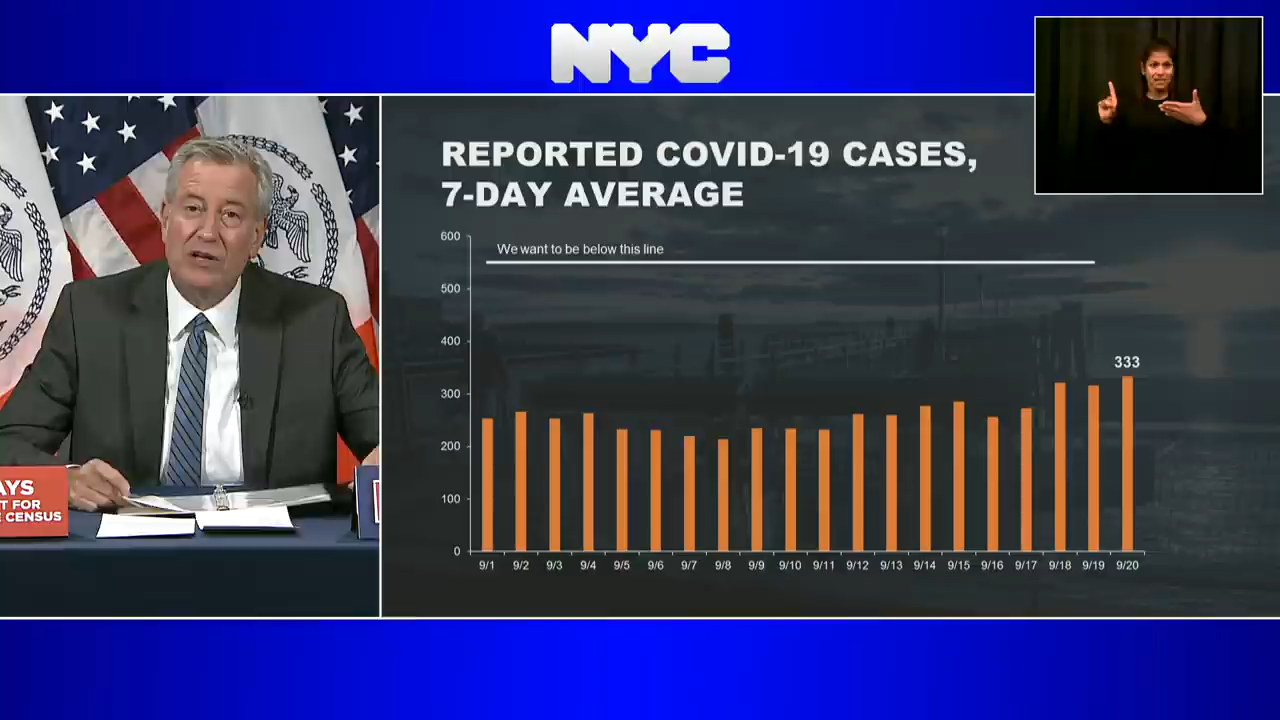 NYC
REPORTED COVID-19 CASES,
7-DAY AVERAGE
600
We want to be below this line
500
400
333
300
200
100
0
9/1 9/2 9/3 9/4 9/5 9/6 9/7 9/8 9/9 9/10 9/11 9/12 9/13 9/14 9/15 9/16 9/17 9/18 9/19 9/20
AYS
T FOR
CENSUS